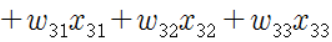 + w₃₁x₃₁ + w₃₂x₃₂ + w₃₃x₃₃